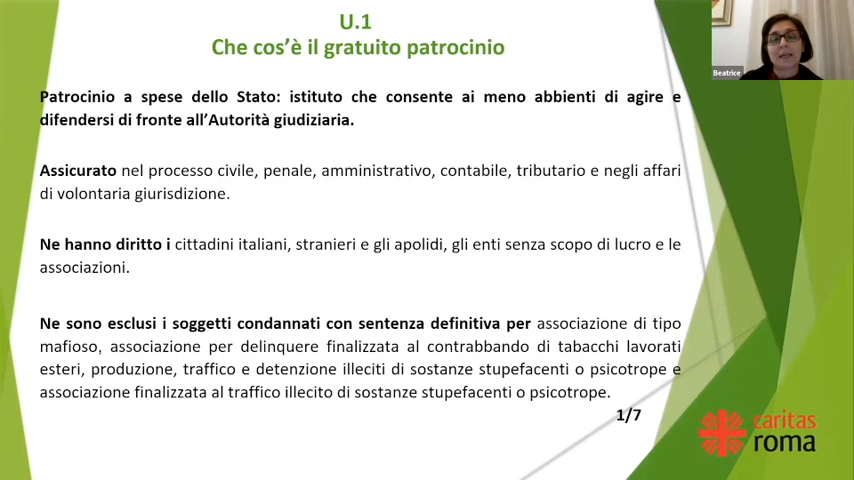 U.1
Che cos’è il gratuito patrocinio
Beatrice
Patrocinio a spese dello Stato: istituto che consente ai meno abbienti di agire e
difendersi di fronte all’Autorità giudiziaria.
Assicurato nel processo civile, penale, amministrativo, contabile, tributario e negli affari
di volontaria giurisdizione.
Ne hanno diritto i cittadini italiani, stranieri e gli apolidi, gli enti senza scopo di lucro e le
associazioni.
Ne sono esclusi i soggetti condannati con sentenza definitiva per associazione di tipo
mafioso, associazione per delinquere finalizzata al contrabbando di tabacchi lavorati
esteri, produzione, traffico e detenzione illeciti di sostanze stupefacenti o psicotrope e
associazione finalizzata al traffico illecito di sostanze stupefacenti o psicotrope.
1/7
caritas
roma